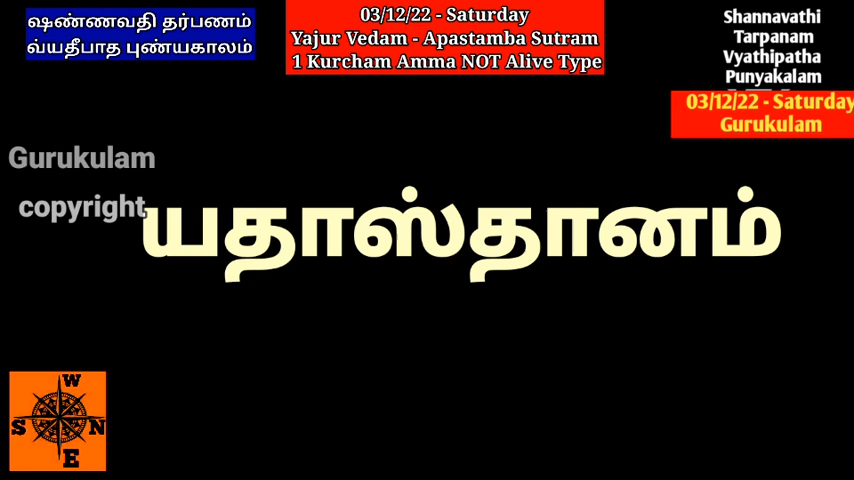 ஷண்ணவதி தர்பணம்
வ்யதீபாத புண்யகாலம்
03/12/22 - Saturday
Yajur Vedam - Apastamba Sutram
1 Kurcham Amma NOT Alive Type
Shannavathi
Tarpanam
Vyathipatha
Punyakalam
03/12/22 - Saturday
Gurukulam
Gurukulam
copyright
யதாஸ்தானம்
W
S N
E